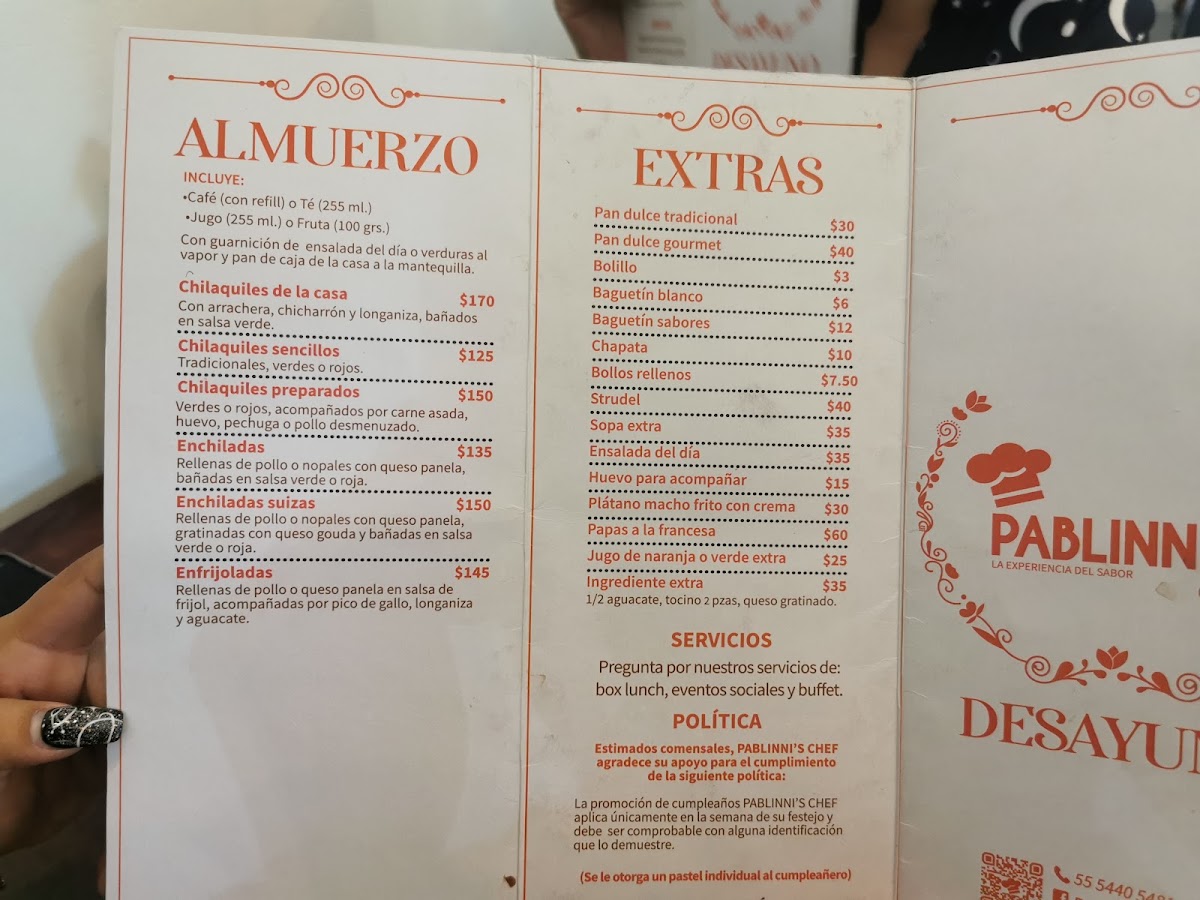 ALMUERZO
INCLUYE:
•Café (con refill) o Té (255 ml.)
•Jugo (255 ml.) o Fruta (100 grs.)
Con guarnición de ensalada del día o verduras al
vapor y pan de caja de la casa a la mantequilla.
Chilaquiles de la casa $170
Con arrachera, chicharrón y longaniza, bañados
en salsa verde.
Chilaquiles sencillos $125
Tradicionales, verdes o rojos.
Chilaquiles preparados $150
Verdes o rojos, acompañados por carne asada,
huevo, pechuga o pollo desmenuzado.
Enchiladas $135
Rellenas de pollo o nopales con queso panela,
bañadas en salsa verde o roja.
Enchiladas suizas $150
Rellenas de pollo o nopales con queso panela,
gratinadas con queso gouda y bañadas en salsa
verde o roja.
Enfrijoladas $145
Rellenas de pollo o queso panela en salsa de
frijol, acompañadas por pico de gallo, longaniza
y aguacate.
EXTRAS
Pan dulce tradicional $30
Pan dulce gourmet $40
Bolillo $3
Baguetín blanco $6
Baguetín sabores $12
Chapata $10
Bollos rellenos $7.50
Strudel $40
Sopa extra $35
Ensalada del día $35
Huevo para acompañar $15
Plátano macho frito con crema $30
Papas a la francesa $60
Jugo de naranja o verde extra $25
Ingrediente extra $35
1/2 aguacate, tocino 2 pzas, queso gratinado.
SERVICIOS
Pregunta por nuestros servicios de:
box lunch, eventos sociales y buffet.
POLÍTICA
Estimados comensales, PABLINNI'S CHEF
agradece su apoyo para el cumplimiento
de la siguiente política:
La promoción de cumpleaños PABLINNI'S CHEF
aplica únicamente en la semana de su festejo y
debe ser comprobable con alguna identificación
que lo demuestre.
(Se le otorga un pastel individual al cumpleañero)
PABLINN
LA EXPERIENCIA DEL SABOR
DESAYUN
55 5440
DESAYUNO